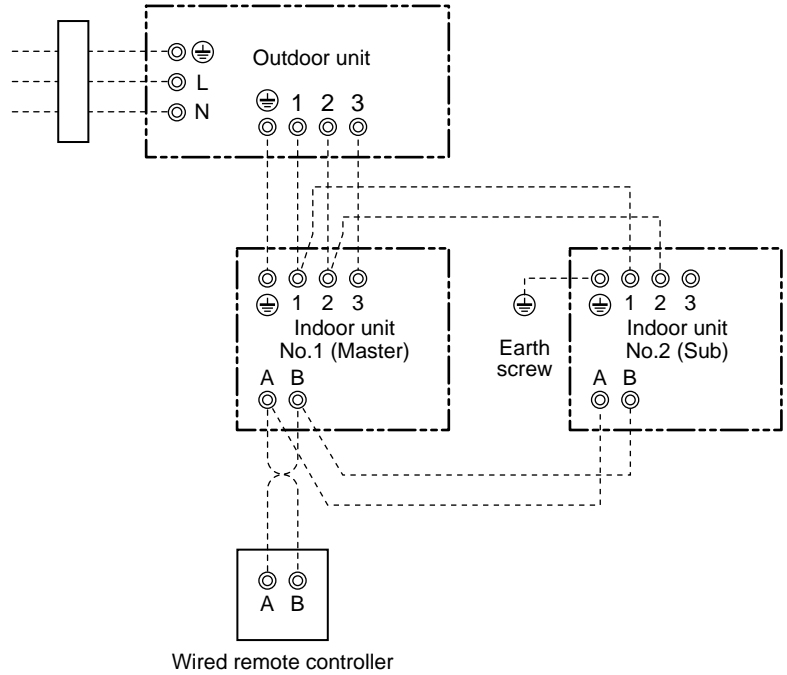 Outdoor unit
L
N
1 2 3
1 2 3
Indoor unit
No.1 (Master)
A B
Earth
screw
1 2 3
Indoor unit
No.2 (Sub)
A B
A B
Wired remote controller